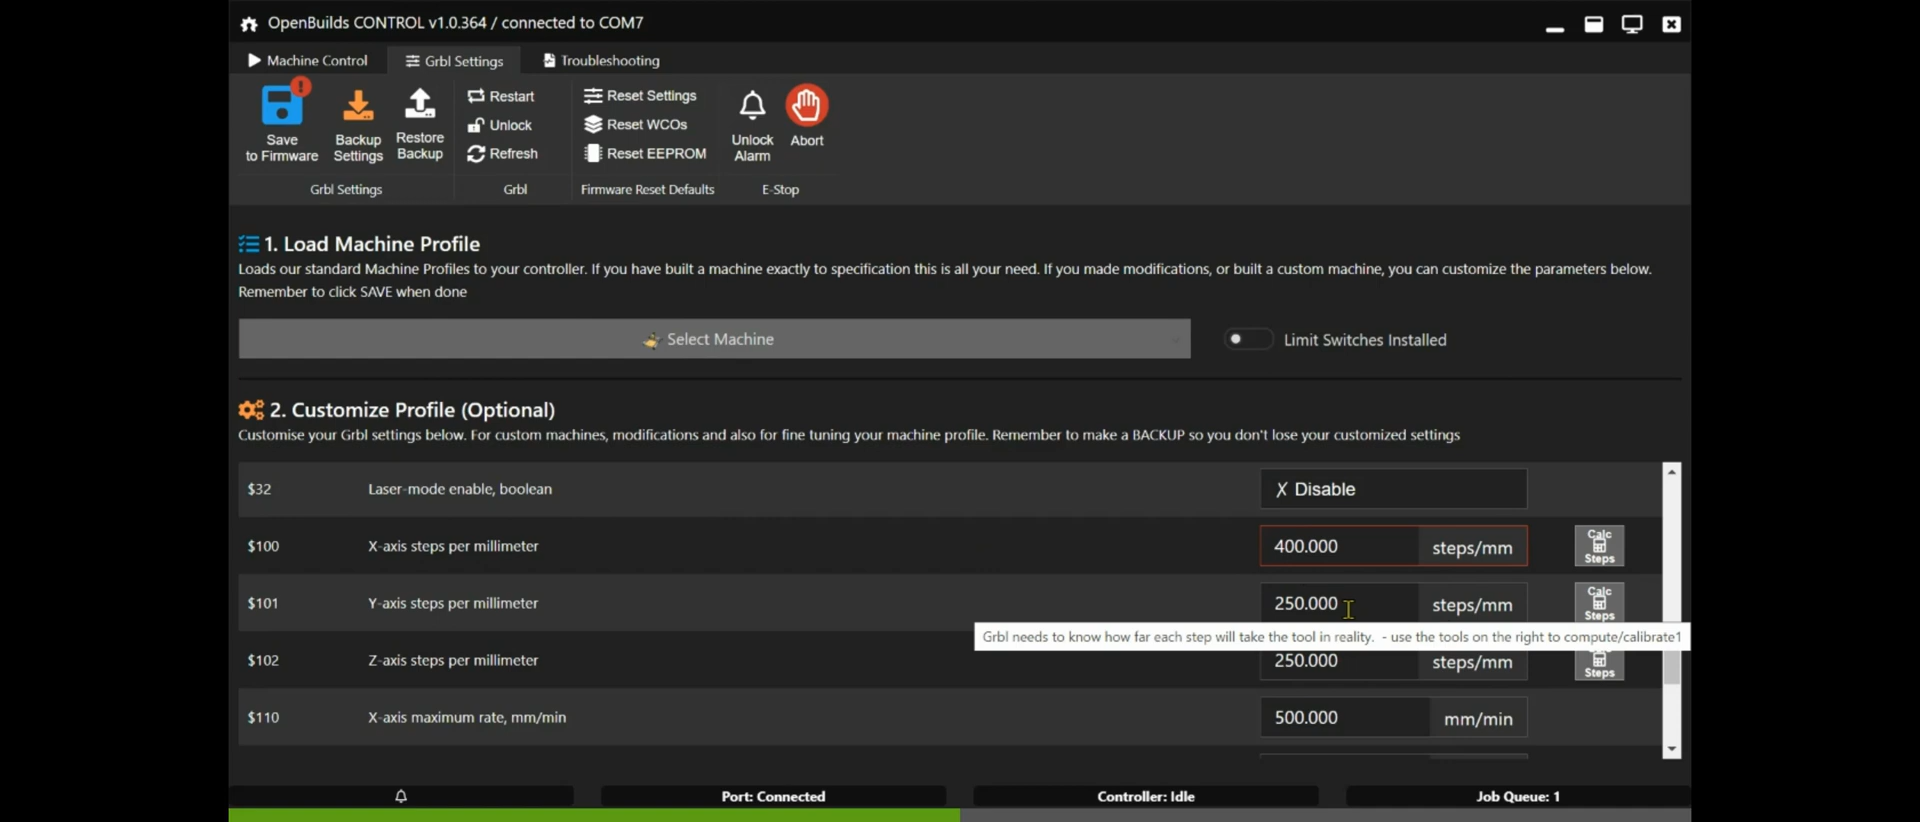 OpenBuilds CONTROL v1.0.364 / connected to COM7
Machine Control
Grbl Settings
Troubleshooting
Save to Firmware
Backup Settings
Restore Backup
Restart
Unlock
Refresh
Reset Settings
Reset WCOs
Reset EEPROM
Unlock Alarm
Abort
Grbl Settings
Grbl
Firmware Reset Defaults
E-Stop
1. Load Machine Profile
Loads our standard Machine Profiles to your controller. If you have built a machine exactly to specification this is all your need. If you made modifications, or built a custom machine, you can customize the parameters below.
Remember to click SAVE when done
Select Machine
Limit Switches Installed
2. Customize Profile (Optional)
Customise your Grbl settings below. For custom machines, modifications and also for fine tuning your machine profile. Remember to make a BACKUP so you don't lose your customized settings
$32 Laser-mode enable, boolean ✗ Disable
$100 X-axis steps per millimeter 400.000 steps/mm Calc Steps
$101 Y-axis steps per millimeter 250.000 steps/mm Calc Steps
Grbl needs to know how far each step will take the tool in reality. - use the tools on the right to compute/calibrate1
$102 Z-axis steps per millimeter 250.000 steps/mm Steps
$110 X-axis maximum rate, mm/min 500.000 mm/min
Port: Connected
Controller: Idle
Job Queue: 1